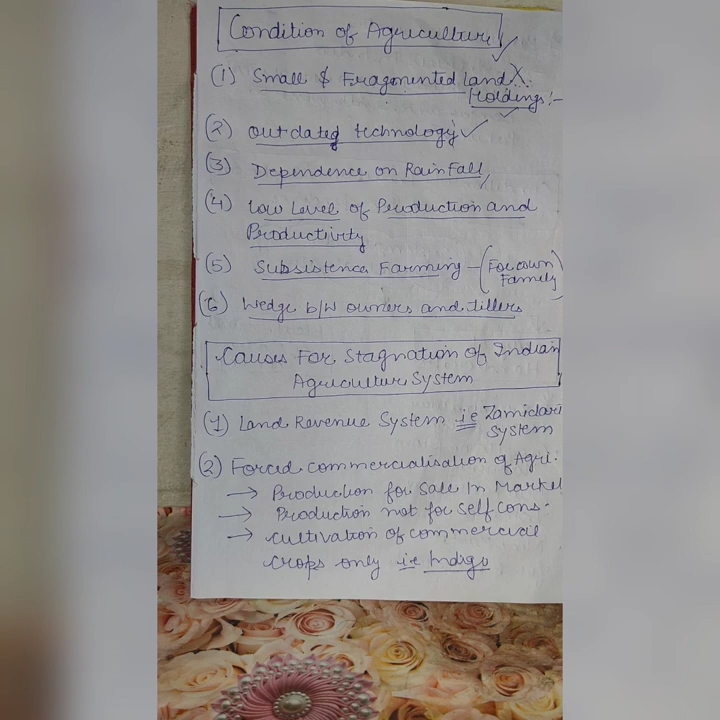 Condition of Agriculture
(1) Small & Fragmented Land
Holdings :-
(2) Outdated technology
(3) Dependence on RainFall
(4) Low Level of Production and
Productivity
(5) Subsistence Farming - (For own
Family)
(6) Wedge b/w owners and tillers
Causes For Stagnation of Indian
Agriculture System
(1) Land Revenue System i.e Zamidari
System
(2) Forced commercialisation of Agri.
→ Production for Sale In Market
→ Production not for self cons.
→ Cultivation of commercial
crops only i.e Indigo